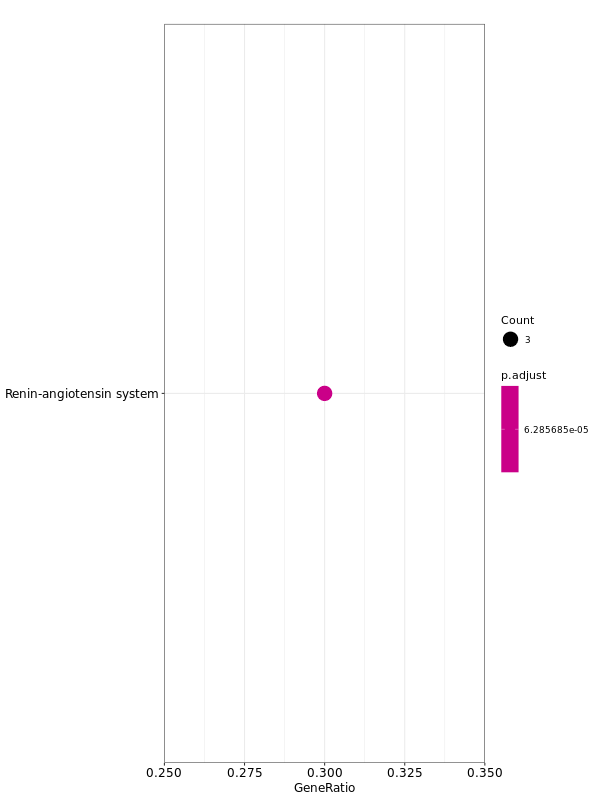 Count
3
p.adjust
6.285685e-05
Renin-angiotensin system
0.250 0.275 0.300 0.325 0.350
GeneRatio